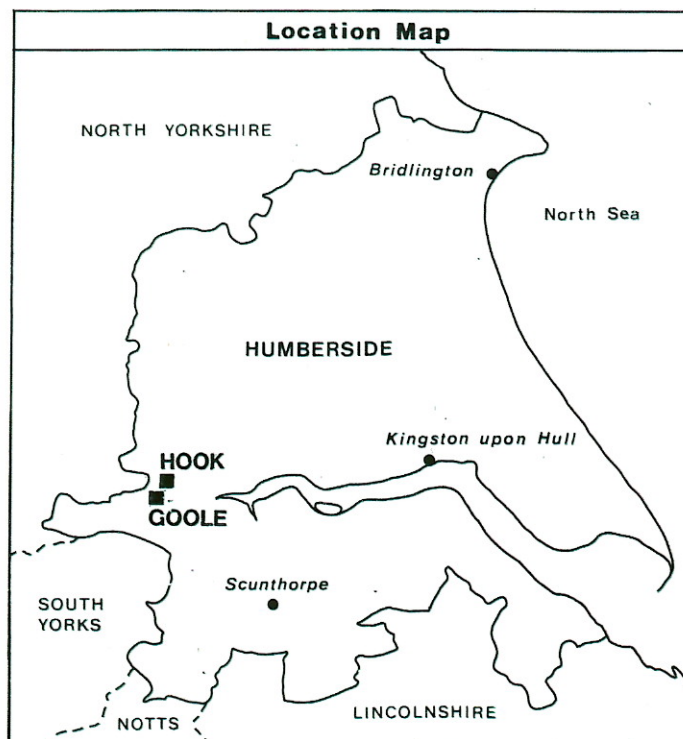 Location Map
NORTH YORKSHIRE
Bridlington
North Sea
HUMBERSIDE
Kingston upon Hull
HOOK
GOOLE
Scunthorpe
SOUTH
YORKS
NOTTS
LINCOLNSHIRE